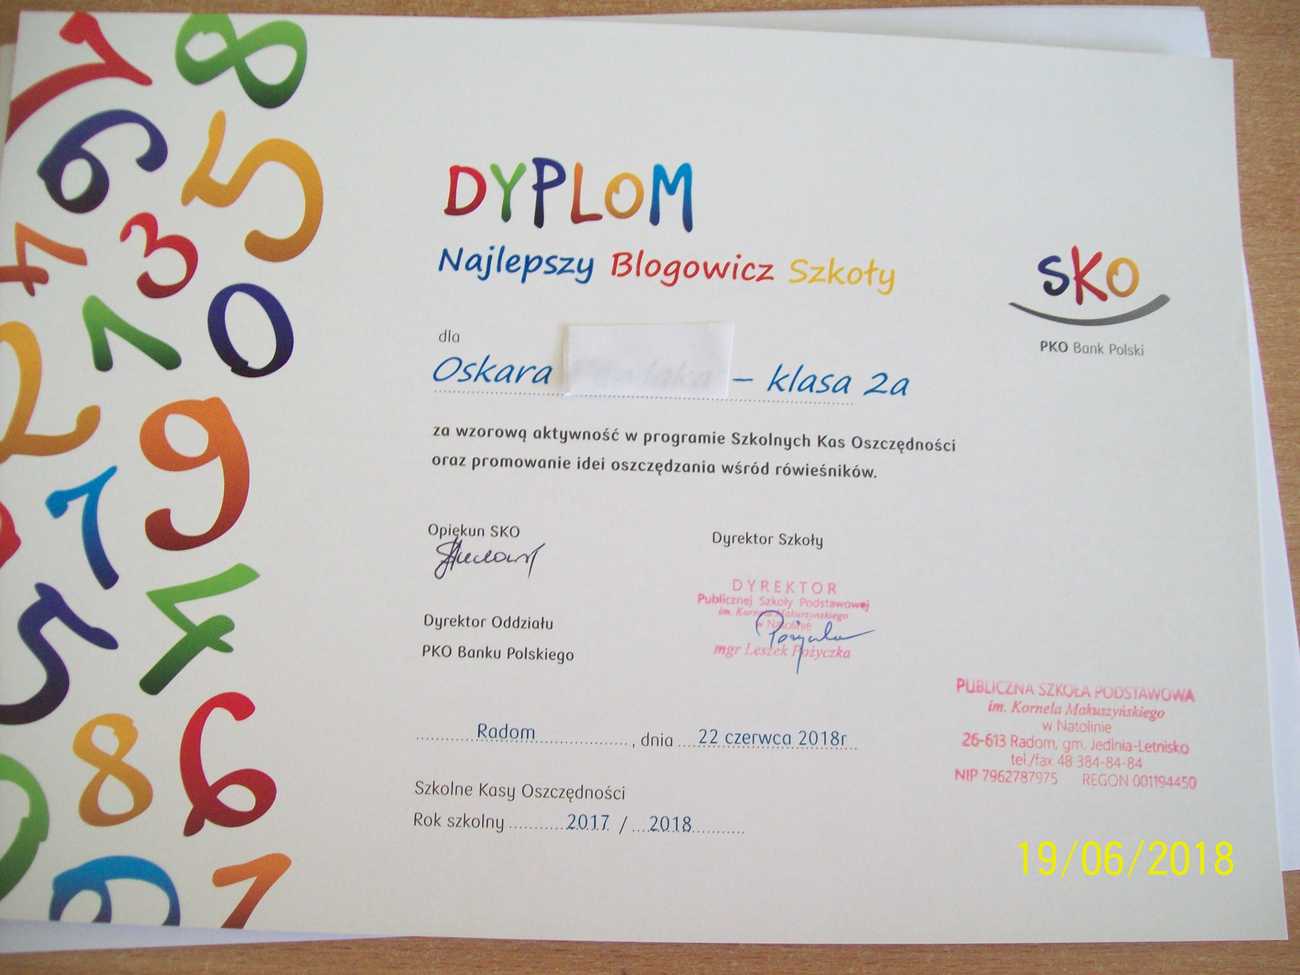 DYPLOM
Najlepszy Blogowicz Szkoły
SKO
PKO Bank Polski
dla
Oskara – klasa 2a
za wzorową aktywność w programie Szkolnych Kas Oszczędności
oraz promowanie idei oszczędzania wśród rówieśników.
Opiekun SKO
Dyrektor Szkoły
DYREKTOR
Publicznej Szkoły Podstawowej
im. Kornela Makuszyńskiego
w Natolinie
mgr Leszek Pożyczka
Dyrektor Oddziału
PKO Banku Polskiego
PUBLICZNA SZKOŁA PODSTAWOWA
im. Kornela Makuszyńskiego
w Natolinie
26-613 Radom, gm. Jedlnia-Letnisko
tel./fax 48 384-84-84
NIP 7962787975 REGON 001194450
Radom, dnia 22 czerwca 2018r
Szkolne Kasy Oszczędności
Rok szkolny 2017 / 2018
19/06/2018